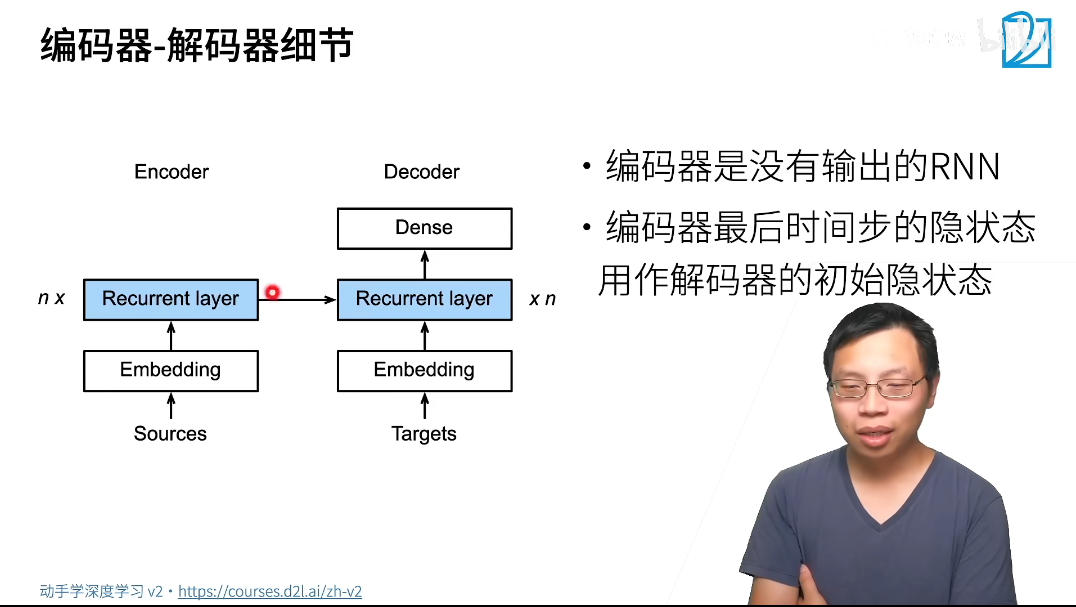 编码器-解码器细节
Encoder
Decoder
Dense
n x
Recurrent layer
Recurrent layer
x n
Embedding
Embedding
Sources
Targets
• 编码器是没有输出的RNN
• 编码器最后时间步的隐状态
用作解码器的初始隐状态
动手学深度学习 v2 • https://courses.d2l.ai/zh-v2